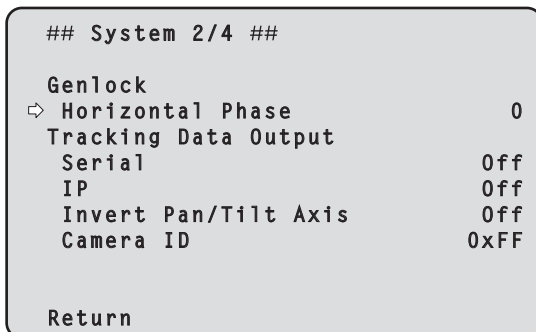 ## System 2/4 ##
Genlock
⇨ Horizontal Phase 0
Tracking Data Output
Serial Off
IP Off
Invert Pan/Tilt Axis Off
Camera ID 0xFF
Return